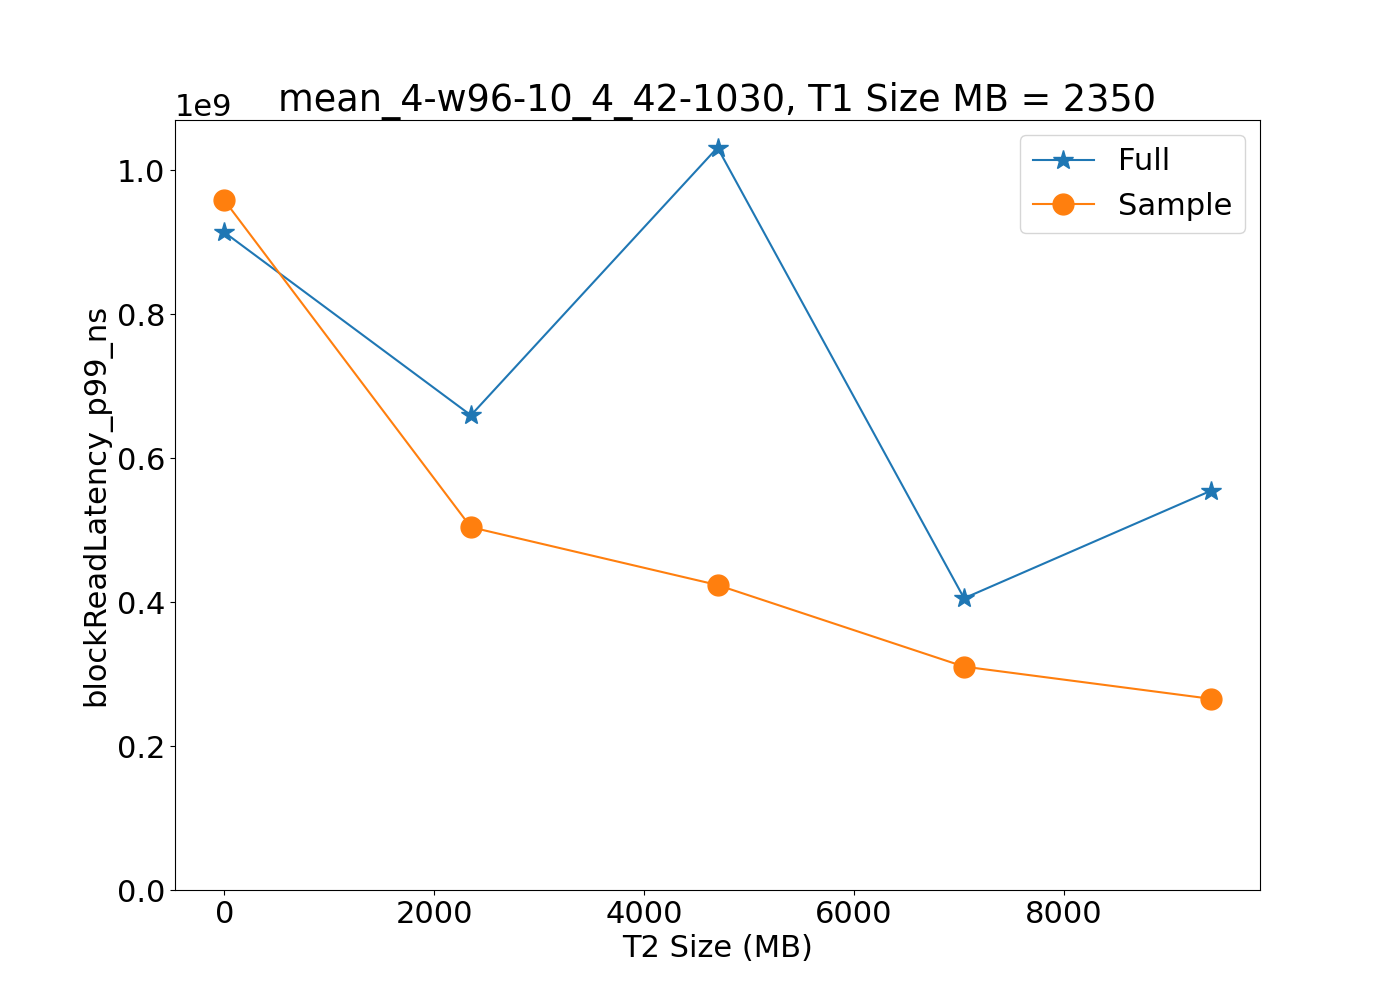 mean_4-w96-10_4_42-1030, T1 Size MB = 2350
1e9
Full
Sample
1.0
0.8
0.6
0.4
0.2
0.0
blockReadLatency_p99_ns
0 2000 4000 6000 8000
T2 Size (MB)